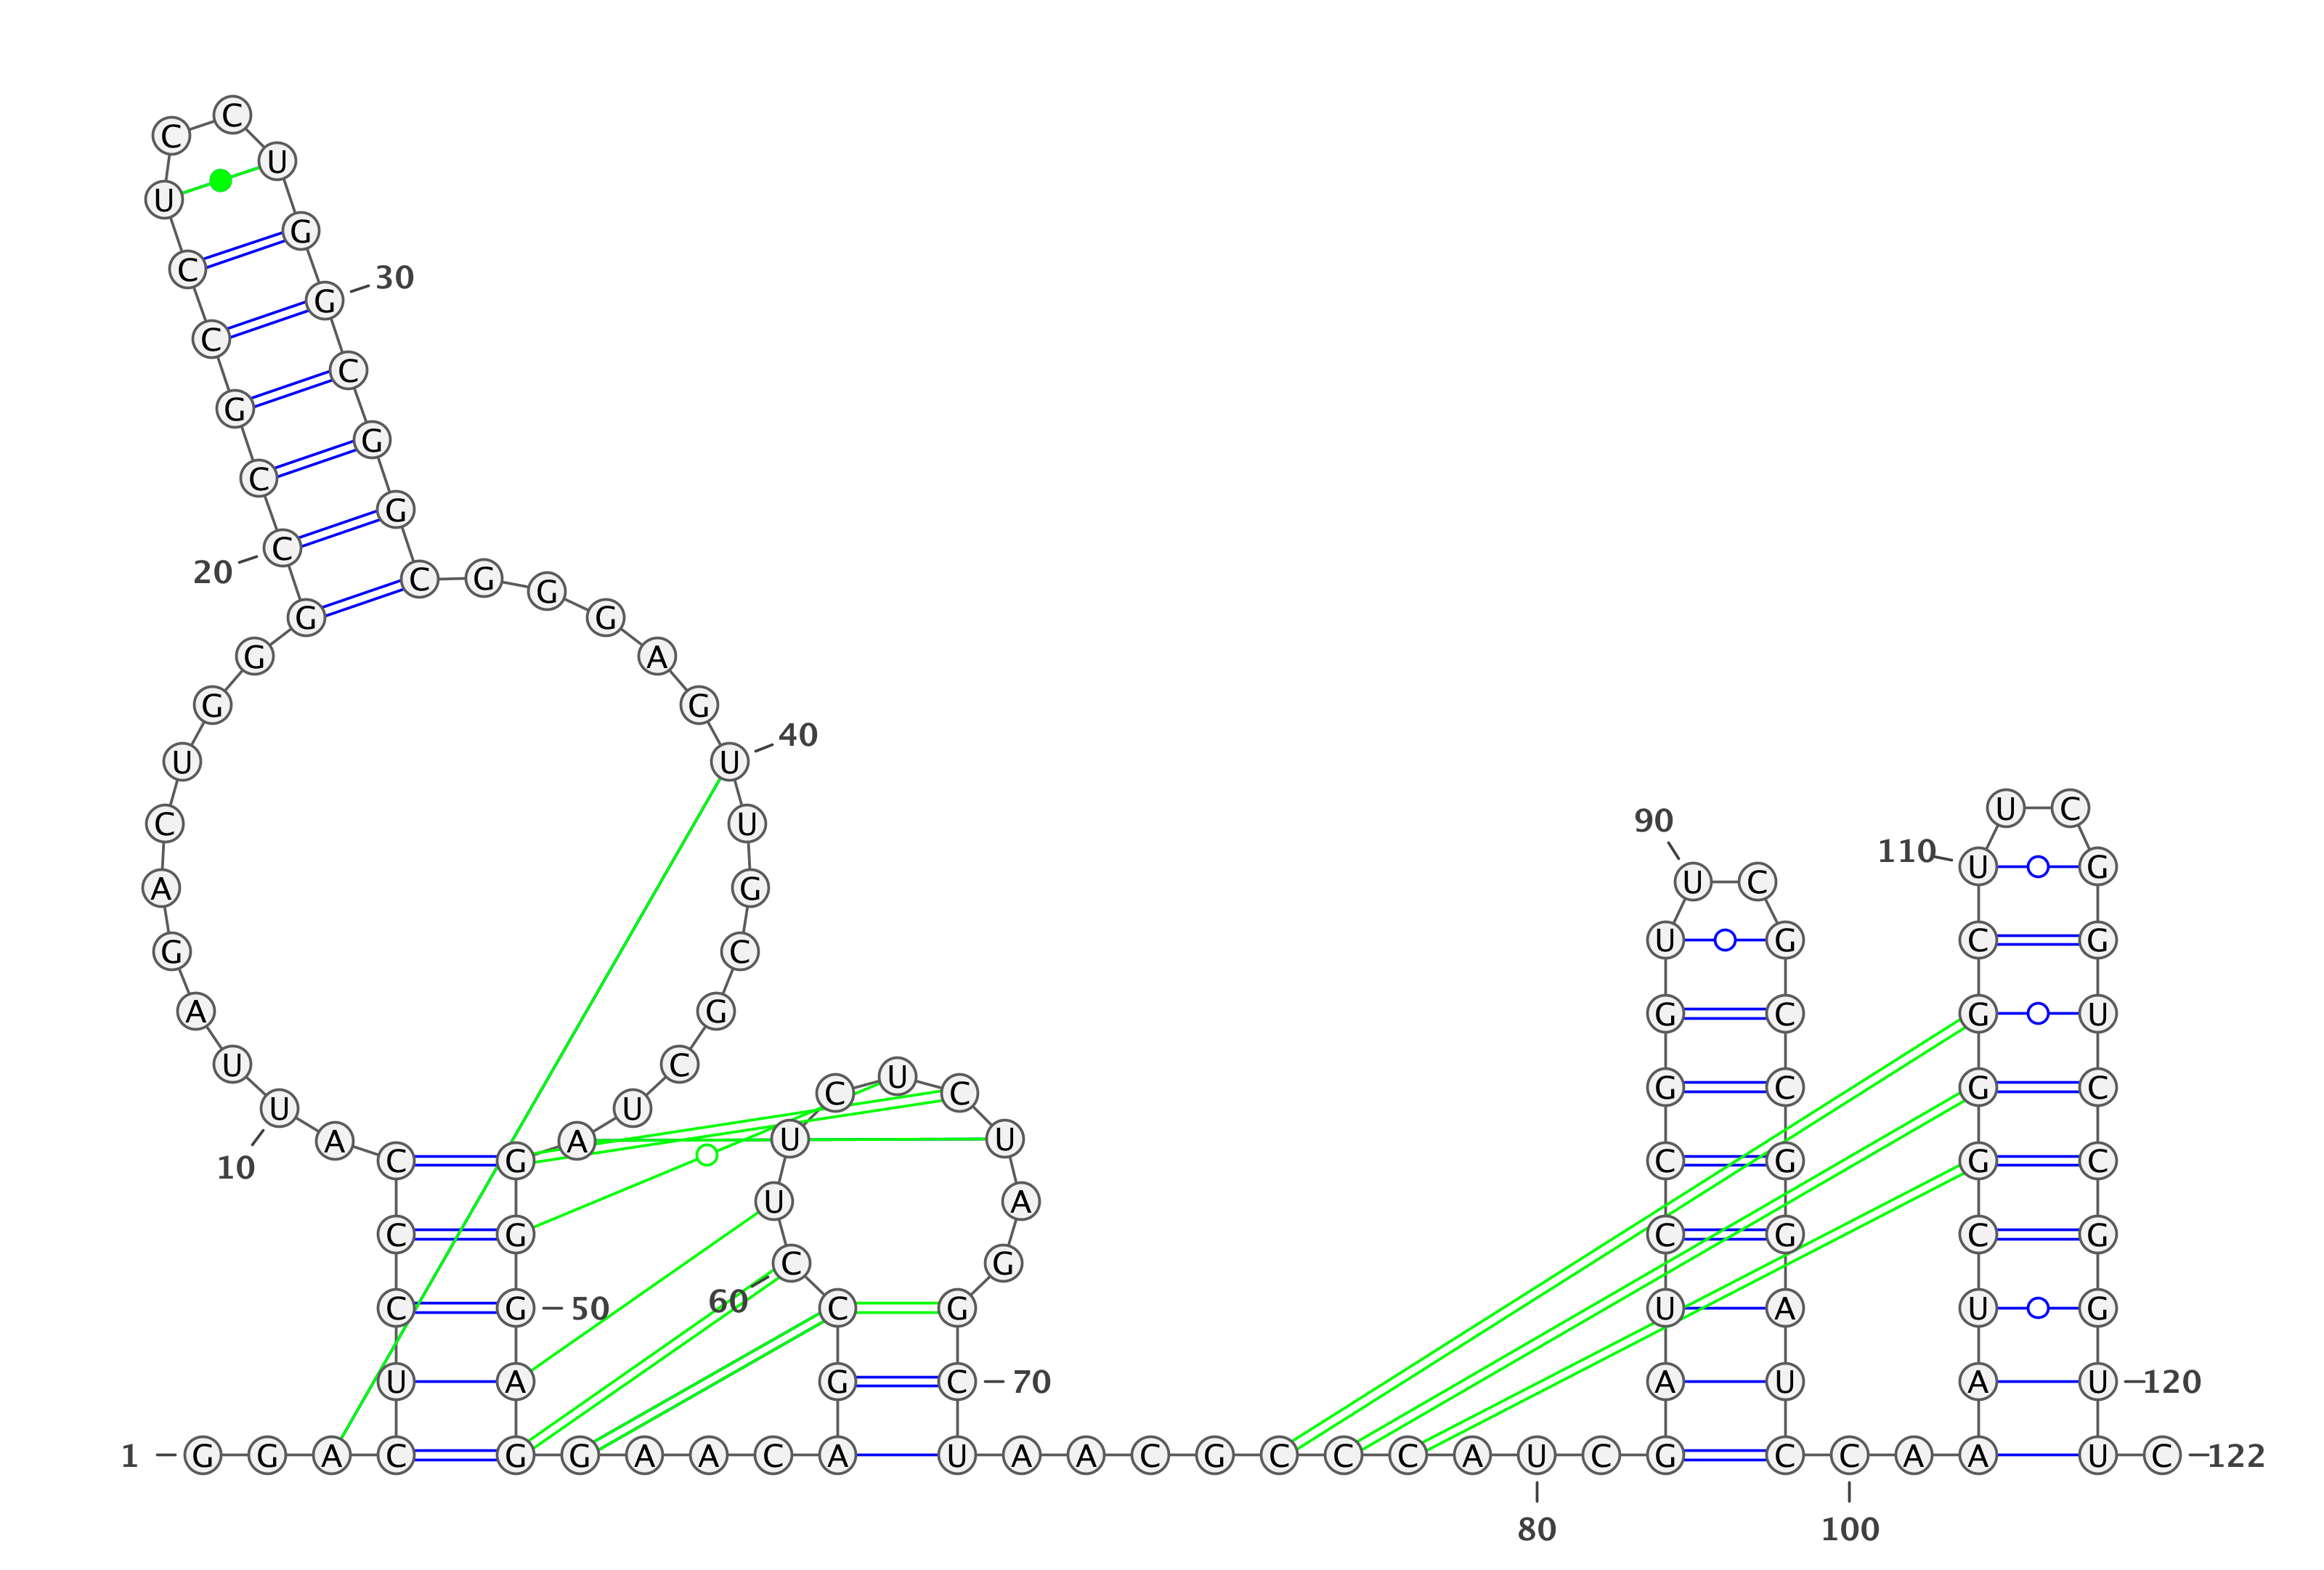 C
C
U
U
G
C
G 30
C
C
G
G
C
G
C
20
C G
G
G G
G A
G G
40
U U
U C
90
C U
110 U G
U C
A G
U G C G
G C
A G G C G U
U C
C U C
G C G C
U U
A A U U
C G C G G C
10
U A
C G C G C G
C G
60
C G 50 C G U A U G
U A G C 70 A U A U 120
1 G G A C G G A A C A U A A C G C C C A U C G C C A A U C 122
80 100